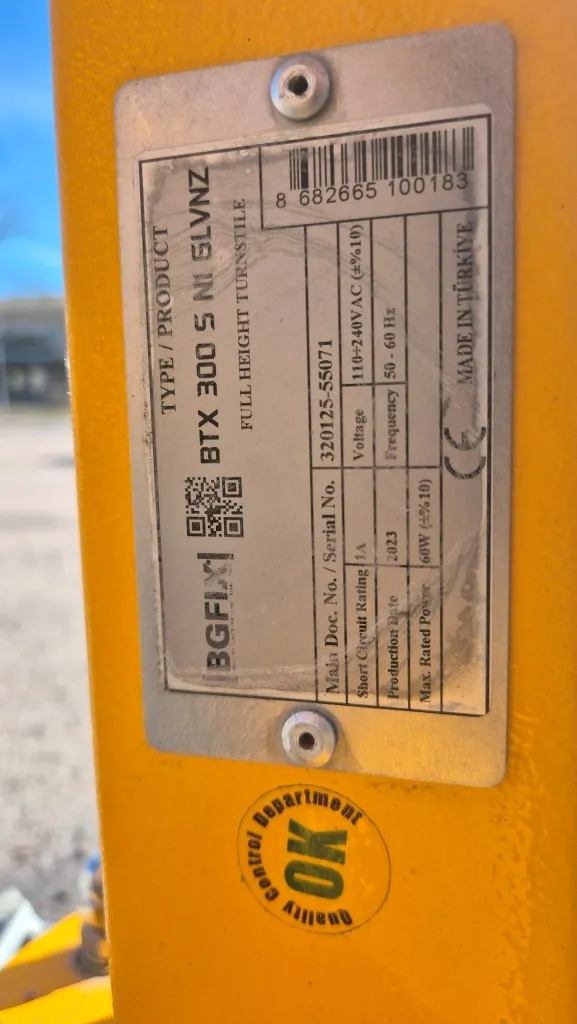 TYPE / PRODUCT
BGFIX
BTX 300 S N1 GLVNZ
FULL HEIGHT TURNSTILE
8 682665 100183
Main Doc. No. / Serial No. 320125-55071
Short Circuit Rating 1A Voltage 110÷240VAC (±%10)
Production Date 2023 Frequency 50 - 60 Hz
Max. Rated Power 60W (±%10)
CE MADE IN TÜRKİYE
Quality Control Department
OK